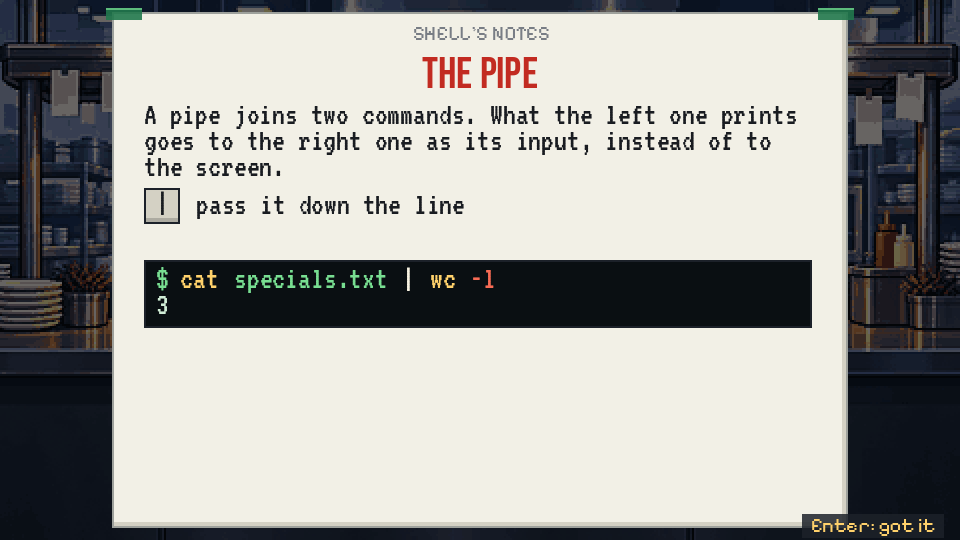 SHELL'S NOTES
THE PIPE
A pipe joins two commands. What the left one prints
goes to the right one as its input, instead of to
the screen.
| pass it down the line
$ cat specials.txt | wc -l
3
Enter: got it